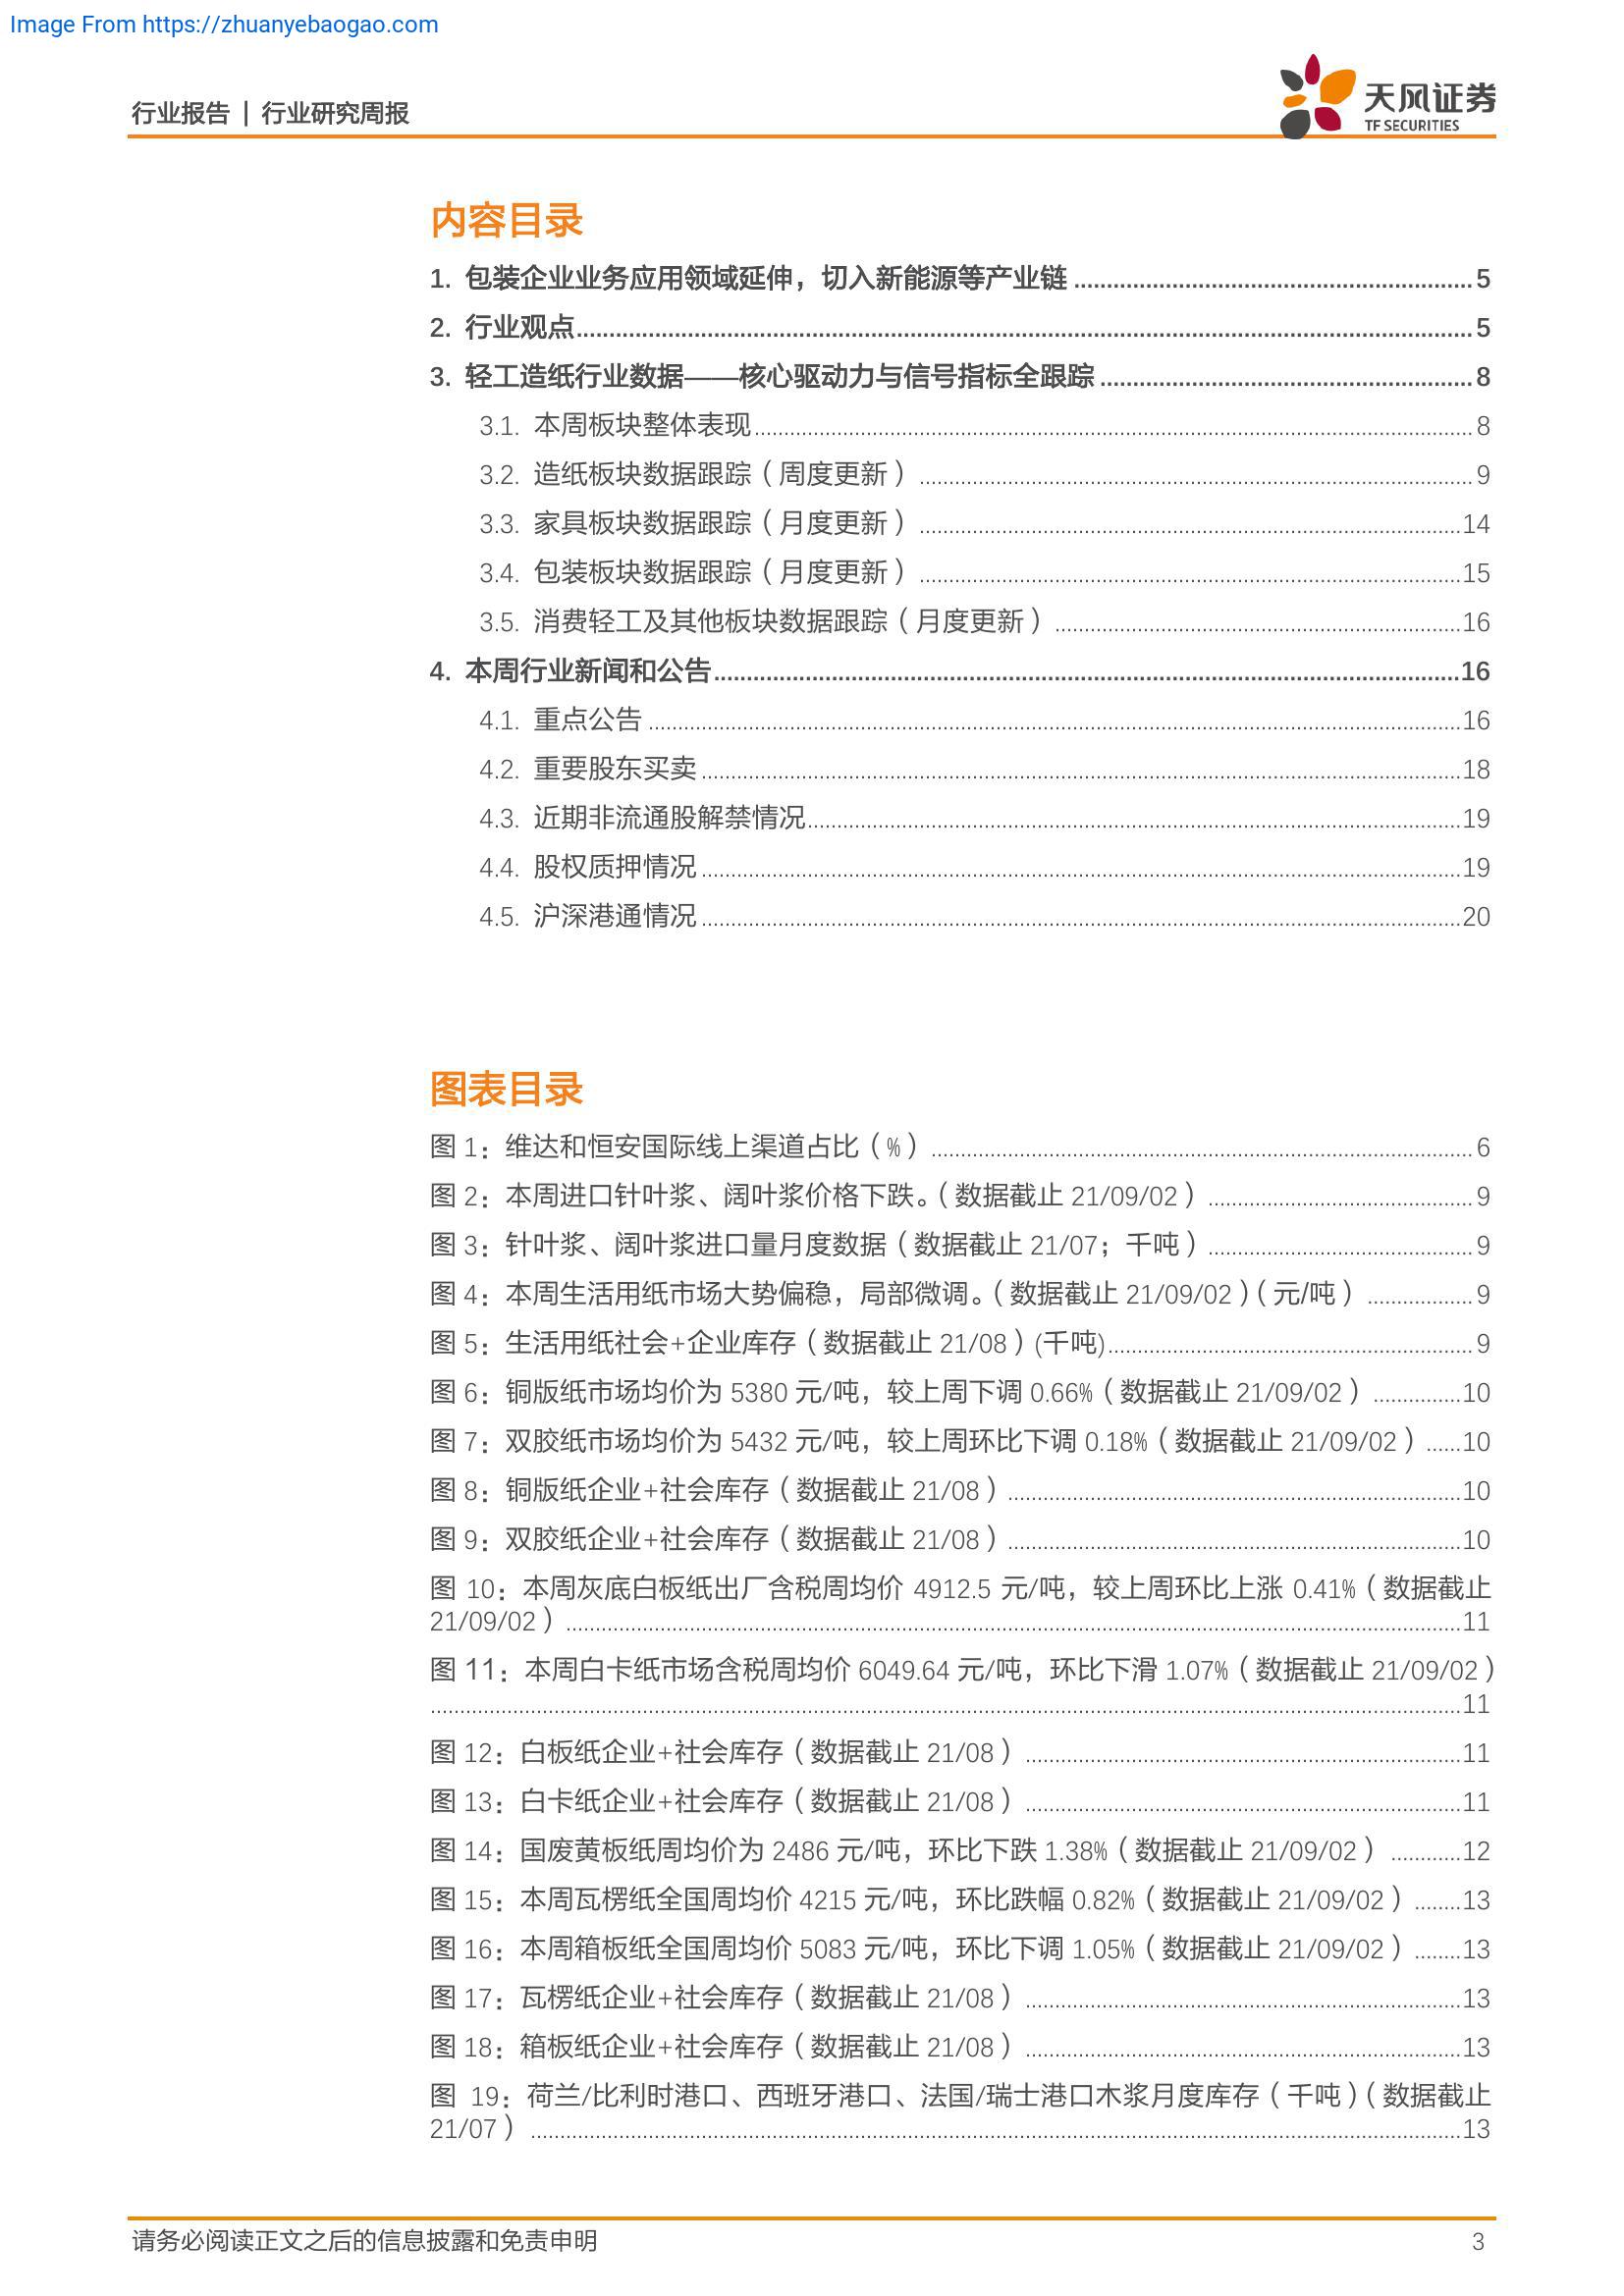 Image From https://zhuanyebaogao.com
行业报告 | 行业研究周报
天风证券
TF SECURITIES
内容目录
1. 包装企业业务应用领域延伸，切入新能源等产业链 ........ 5
2. 行业观点 ........ 5
3. 轻工造纸行业数据——核心驱动力与信号指标全跟踪 ........ 8
3.1. 本周板块整体表现 ........ 8
3.2. 造纸板块数据跟踪（周度更新） ........ 9
3.3. 家具板块数据跟踪（月度更新） ........ 14
3.4. 包装板块数据跟踪（月度更新） ........ 15
3.5. 消费轻工及其他板块数据跟踪（月度更新） ........ 16
4. 本周行业新闻和公告 ........ 16
4.1. 重点公告 ........ 16
4.2. 重要股东买卖 ........ 18
4.3. 近期非流通股解禁情况 ........ 19
4.4. 股权质押情况 ........ 19
4.5. 沪深港通情况 ........ 20
图表目录
图 1：维达和恒安国际线上渠道占比（%） ........ 6
图 2：本周进口针叶浆、阔叶浆价格下跌。（数据截止 21/09/02） ........ 9
图 3：针叶浆、阔叶浆进口量月度数据（数据截止 21/07；千吨） ........ 9
图 4：本周生活用纸市场大势偏稳，局部微调。（数据截止 21/09/02）（元/吨） ........ 9
图 5：生活用纸社会+企业库存（数据截止 21/08）(千吨) ........ 9
图 6：铜版纸市场均价为 5380 元/吨，较上周下调 0.66%（数据截止 21/09/02） ........ 10
图 7：双胶纸市场均价为 5432 元/吨，较上周环比下调 0.18%（数据截止 21/09/02） ........ 10
图 8：铜版纸企业+社会库存（数据截止 21/08） ........ 10
图 9：双胶纸企业+社会库存（数据截止 21/08） ........ 10
图 10：本周灰底白板纸出厂含税周均价 4912.5 元/吨，较上周环比上涨 0.41%（数据截止
21/09/02） ........ 11
图 11：本周白卡纸市场含税周均价 6049.64 元/吨，环比下滑 1.07%（数据截止 21/09/02）
........ 11
图 12：白板纸企业+社会库存（数据截止 21/08） ........ 11
图 13：白卡纸企业+社会库存（数据截止 21/08） ........ 11
图 14：国废黄板纸周均价为 2486 元/吨，环比下跌 1.38%（数据截止 21/09/02） ........ 12
图 15：本周瓦楞纸全国周均价 4215 元/吨，环比跌幅 0.82%（数据截止 21/09/02） ........ 13
图 16：本周箱板纸全国周均价 5083 元/吨，环比下调 1.05%（数据截止 21/09/02） ........ 13
图 17：瓦楞纸企业+社会库存（数据截止 21/08） ........ 13
图 18：箱板纸企业+社会库存（数据截止 21/08） ........ 13
图 19：荷兰/比利时港口、西班牙港口、法国/瑞士港口木浆月度库存（千吨）（数据截止
21/07） ........ 13
请务必阅读正文之后的信息披露和免责申明 3